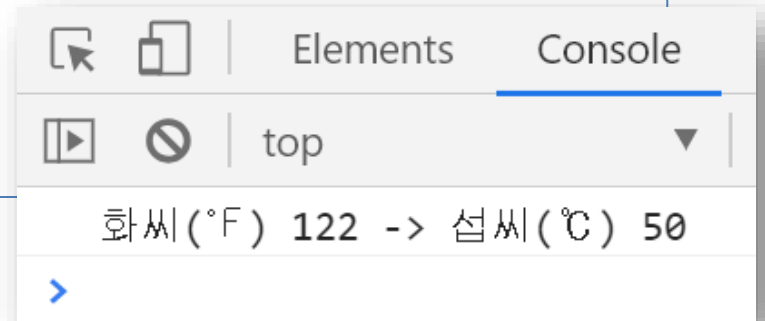 Elements Console
top
화씨(℉) 122 -> 섭씨(℃) 50
>